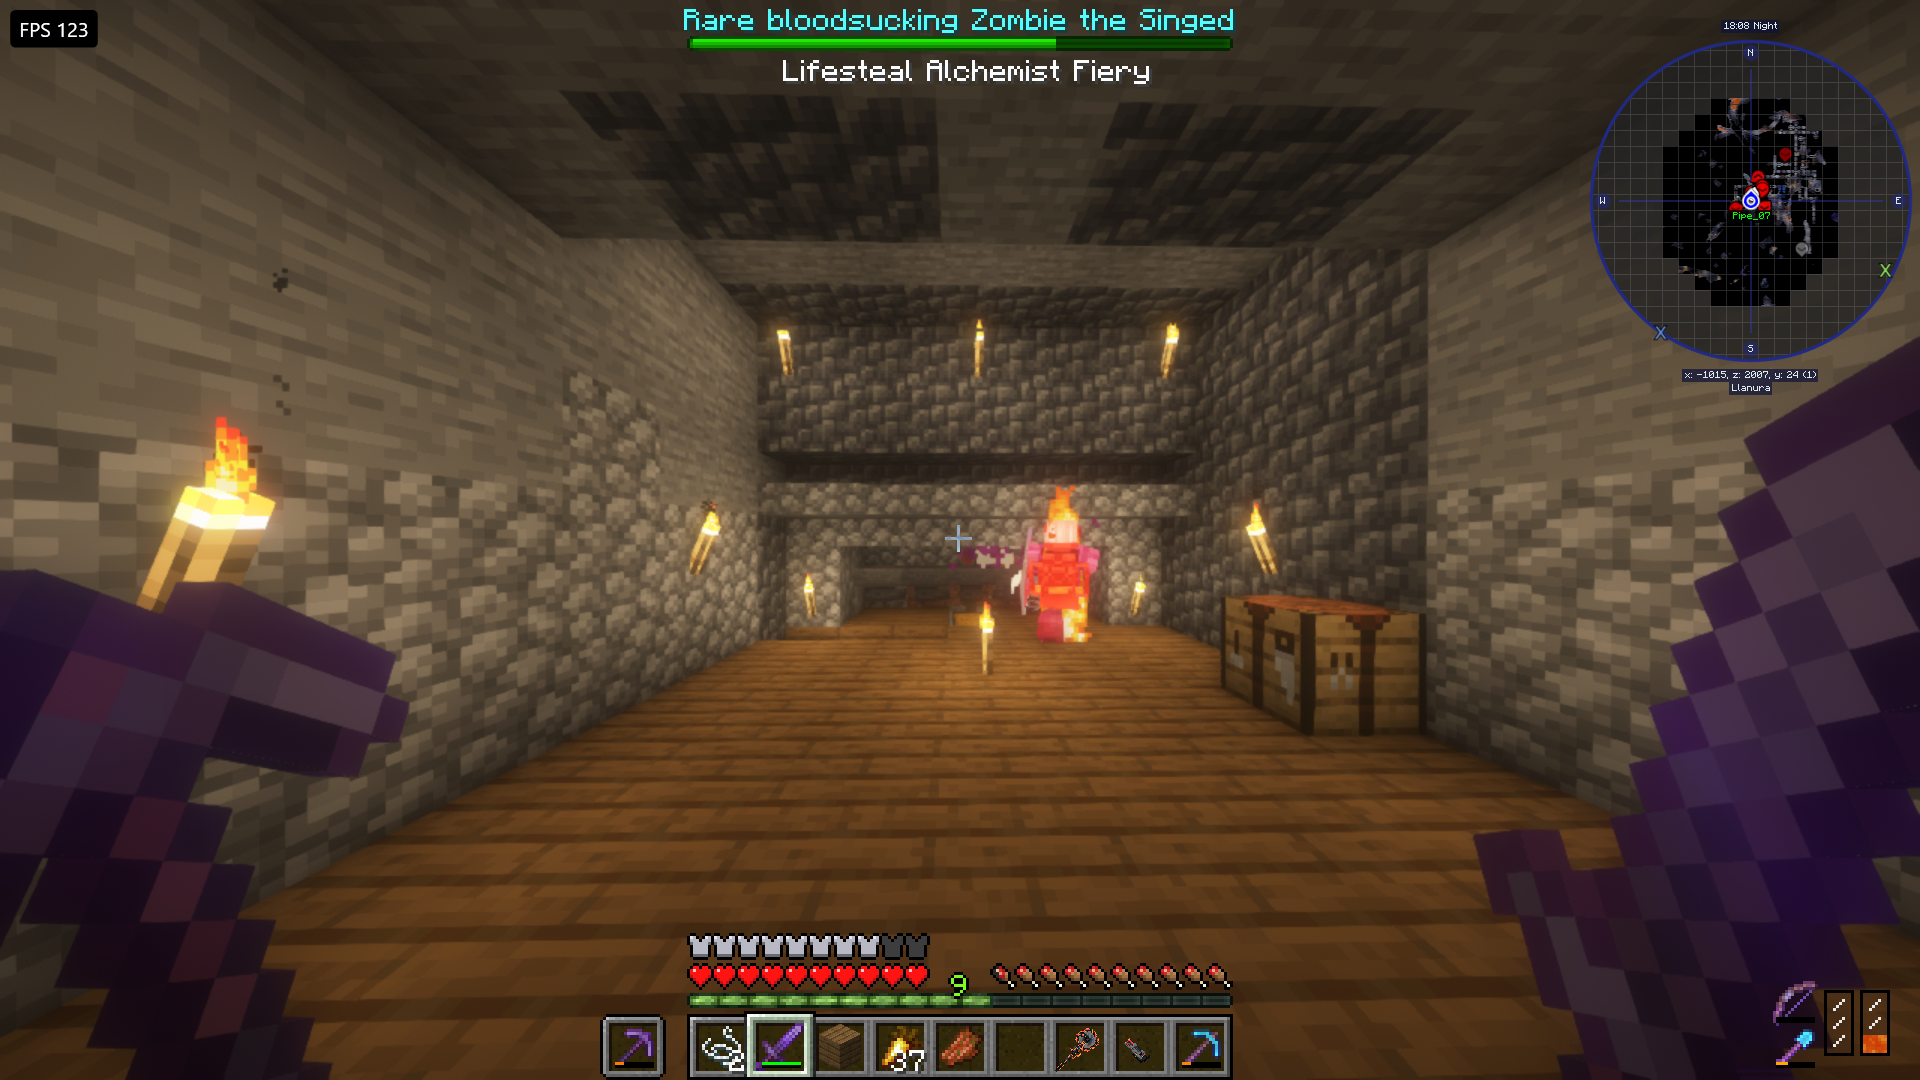 FPS 123
Rare bloodsucking Zombie the Singed
Lifesteal Alchemist Fiery
18:08 Night
N
W
E
Pipe_07
X
X
S
x: -1015, z: 2007, y: 24 (1)
Llanura
9
37